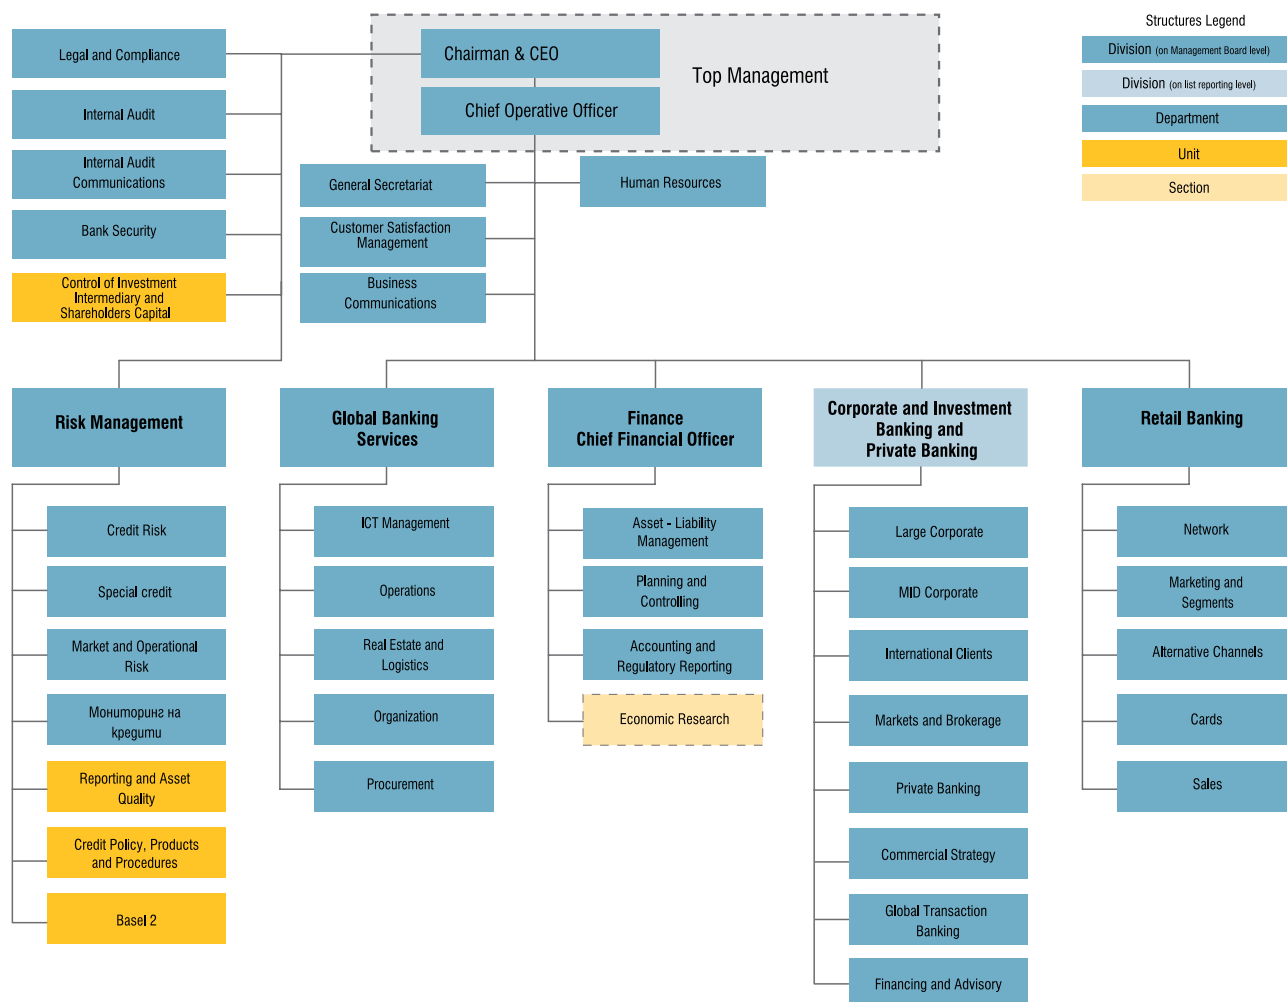 Structures Legend
Division (on Management Board level)
Division (on list reporting level)
Department
Unit
Section
Top Management
Chairman & CEO
Chief Operative Officer
Legal and Compliance
Internal Audit
Internal Audit
Communications
Bank Security
Control of Investment
Intermediary and
Shareholders Capital
General Secretariat
Customer Satisfaction
Management
Business
Communications
Human Resources
Risk Management
Credit Risk
Special credit
Market and Operational
Risk
Мониторинг на
кредити
Reporting and Asset
Quality
Credit Policy, Products
and Procedures
Basel 2
Global Banking
Services
ICT Management
Operations
Real Estate and
Logistics
Organization
Procurement
Finance
Chief Financial Officer
Asset - Liability
Management
Planning and
Controlling
Accounting and
Regulatory Reporting
Economic Research
Corporate and Investment
Banking and
Private Banking
Large Corporate
MID Corporate
International Clients
Markets and Brokerage
Private Banking
Commercial Strategy
Global Transaction
Banking
Financing and Advisory
Retail Banking
Network
Marketing and
Segments
Alternative Channels
Cards
Sales